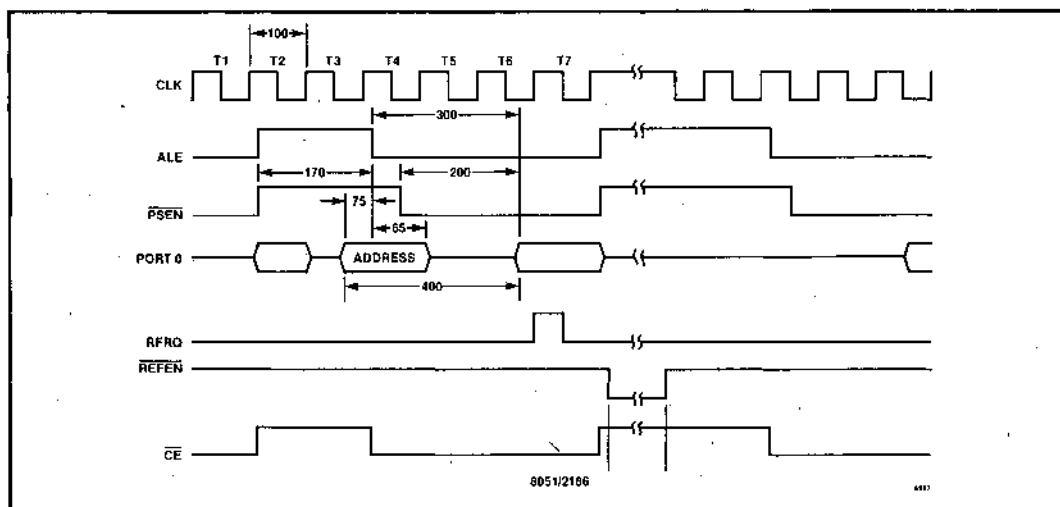 100
T1 T2 T3 T4 T5 T6 T7
CLK
300
ALE
170 200
PSEN
75
65
PORT 0 ADDRESS
400
RFRQ
REFEN
CE
8051/2186